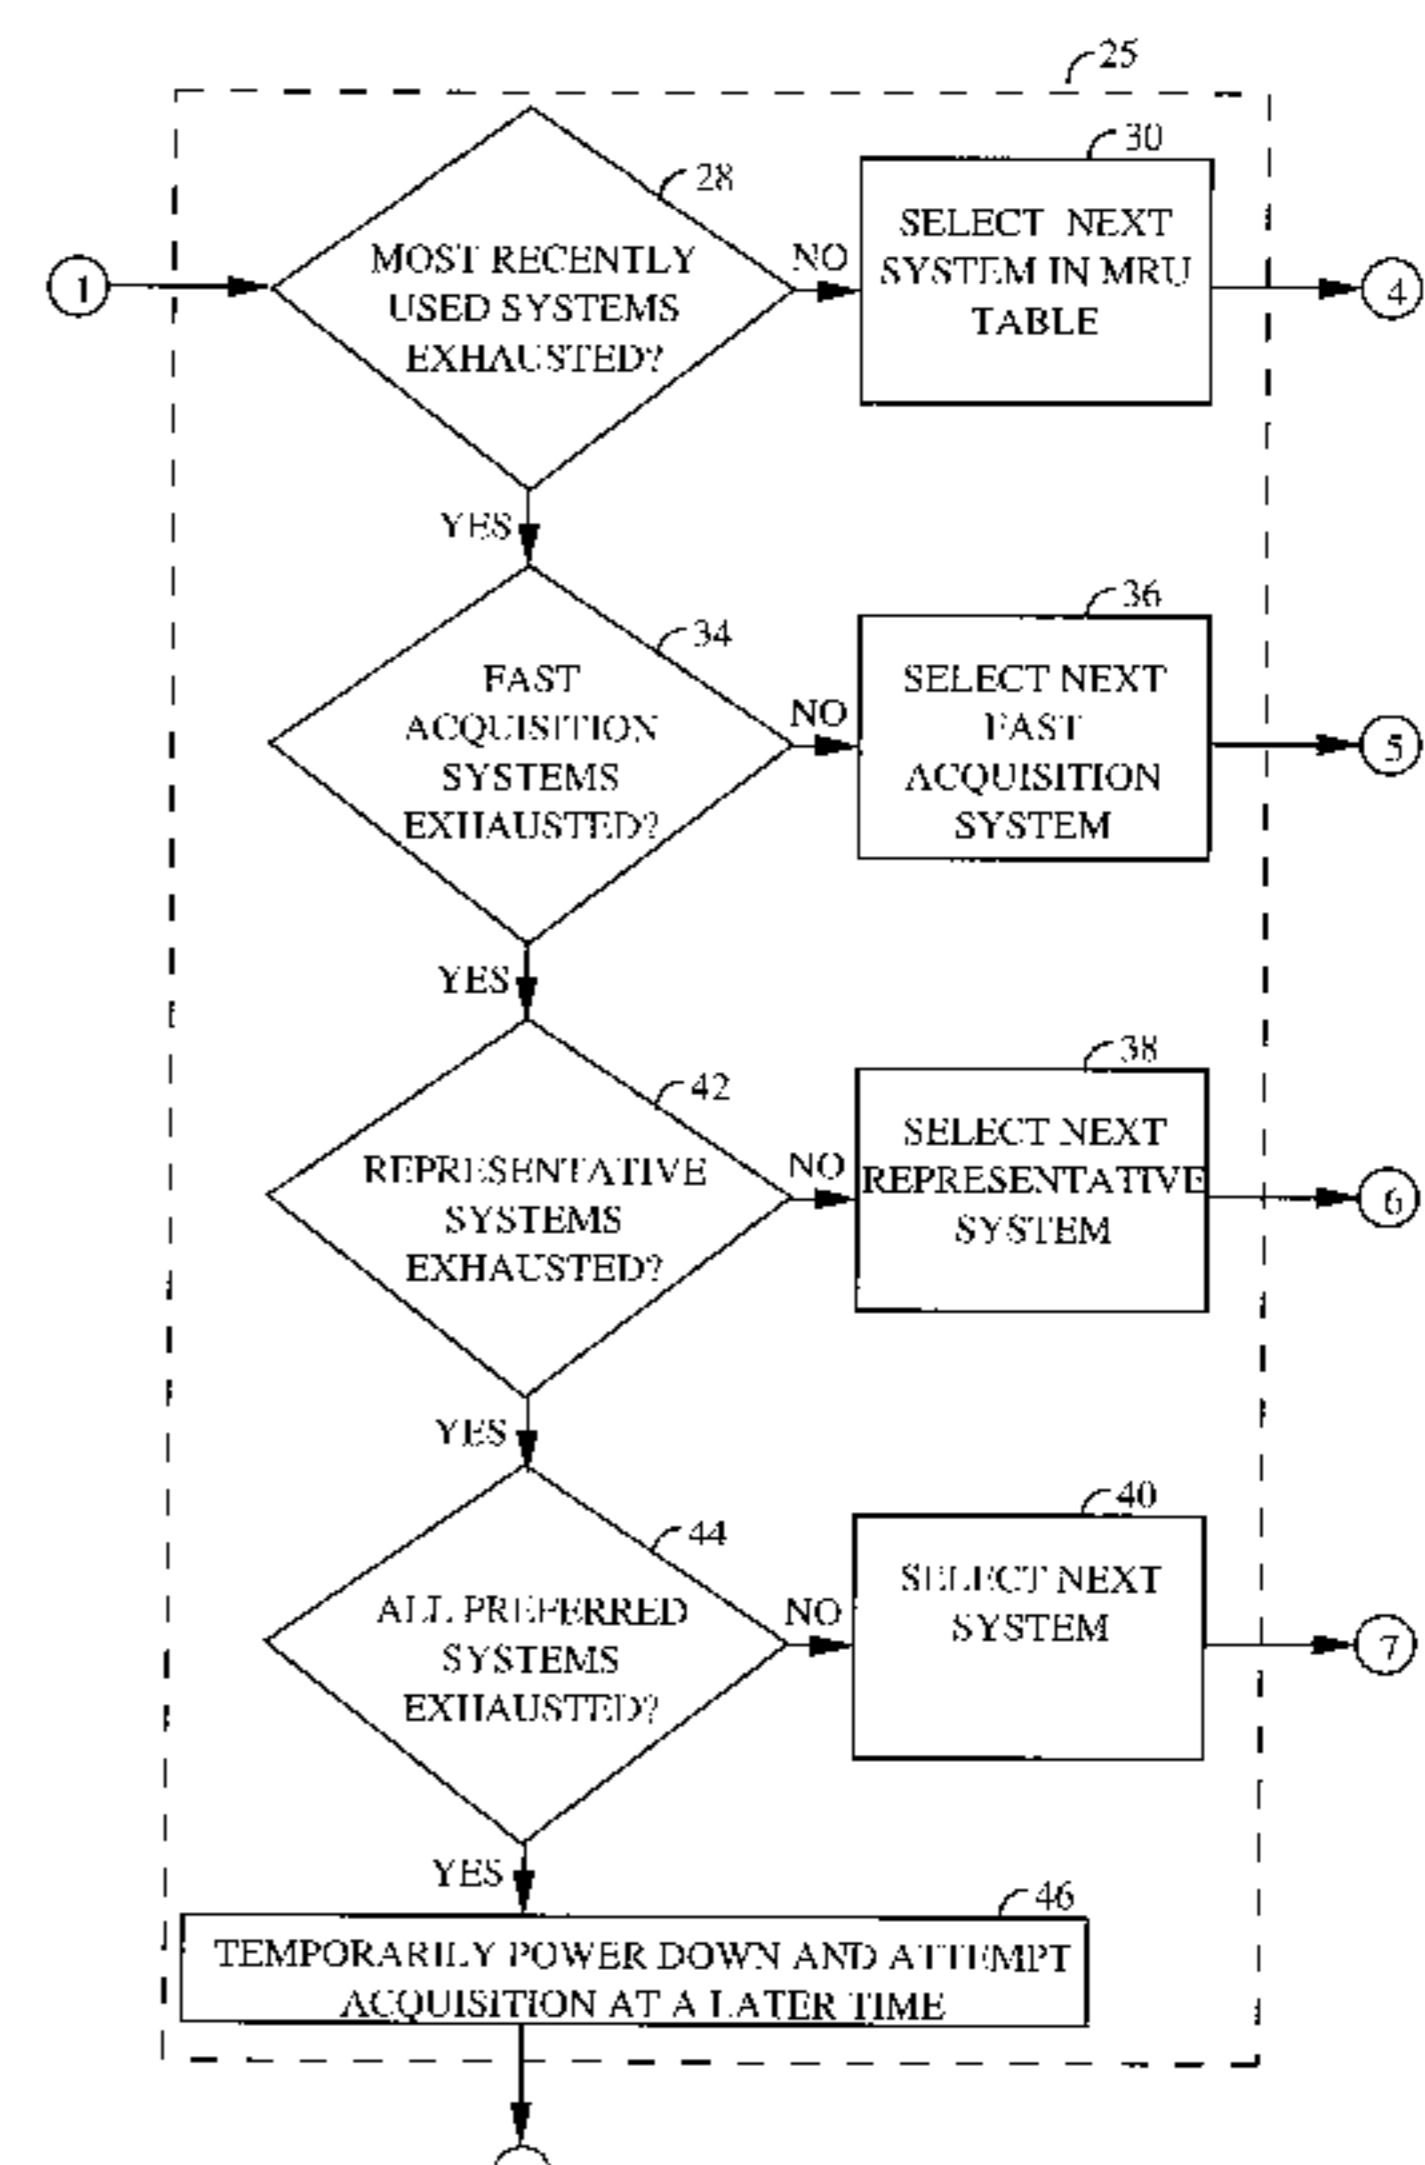 25
28
30
MOST RECENTLY
USED SYSTEMS
EXHAUSTED?
NO
SELECT NEXT
SYSTEM IN MRU
TABLE
1
4
YES
34
36
FAST
ACQUISITION
SYSTEMS
EXHAUSTED?
NO
SELECT NEXT
FAST
ACQUISITION
SYSTEM
5
YES
42
38
REPRESENTATIVE
SYSTEMS
EXHAUSTED?
NO
SELECT NEXT
REPRESENTATIVE
SYSTEM
6
YES
44
40
ALL PREFERRED
SYSTEMS
EXHAUSTED?
NO
SELECT NEXT
SYSTEM
7
YES
46
TEMPORARILY POWER DOWN AND ATTEMPT
ACQUISITION AT A LATER TIME